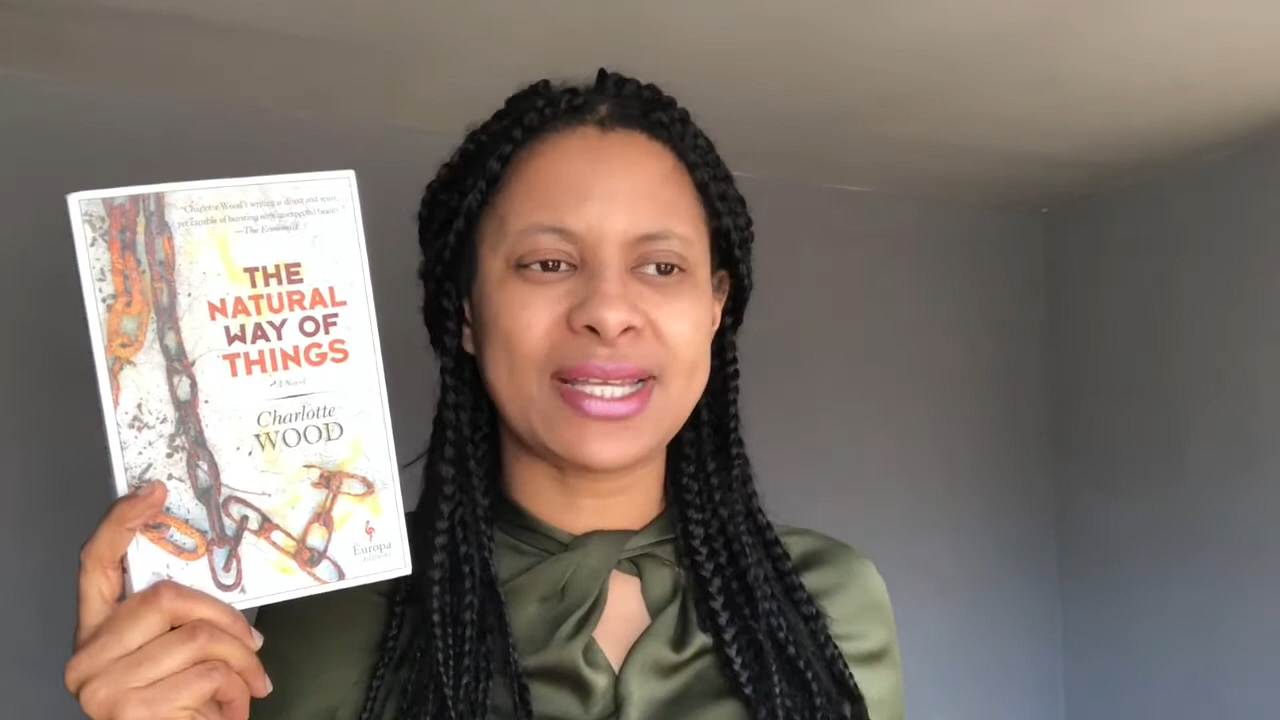 "Charlotte Wood's writing is direct and spare,
yet capable of bursting with unexpected beauty."
—The Economist
THE
NATURAL
WAY OF
THINGS
A Novel
Charlotte
WOOD
Europa
editions